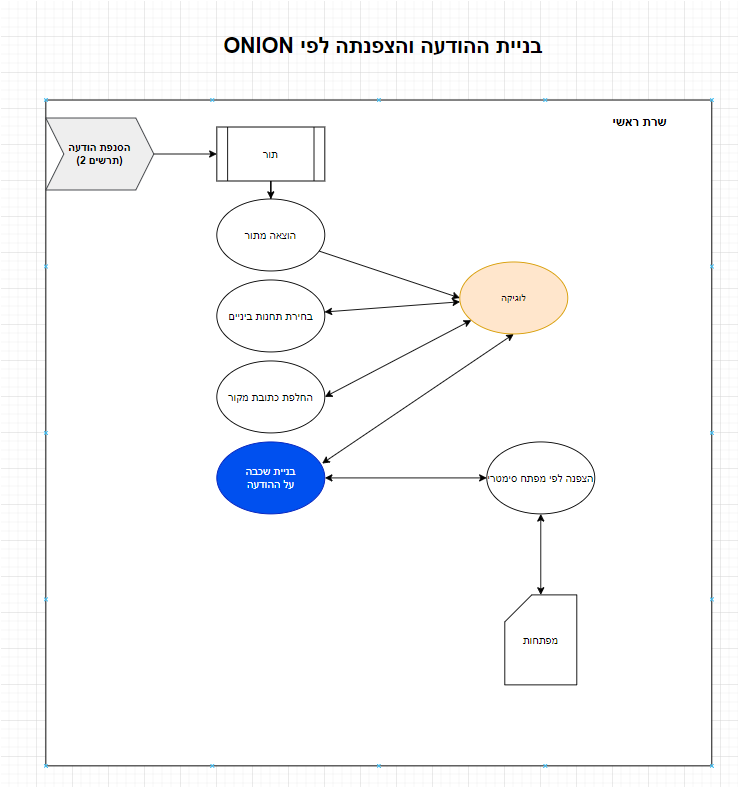 בניית ההודעה והצפנתה לפי ONION
שרת ראשי
הסנפת הודעה
(תרשים 2)
תור
הוצאה מתור
לוגיקה
בחירת תחנות ביניים
החלפת כתובת מקור
בניית שכבה
על ההודעה
הצפנה לפי מפתח סימטרי
מפתחות